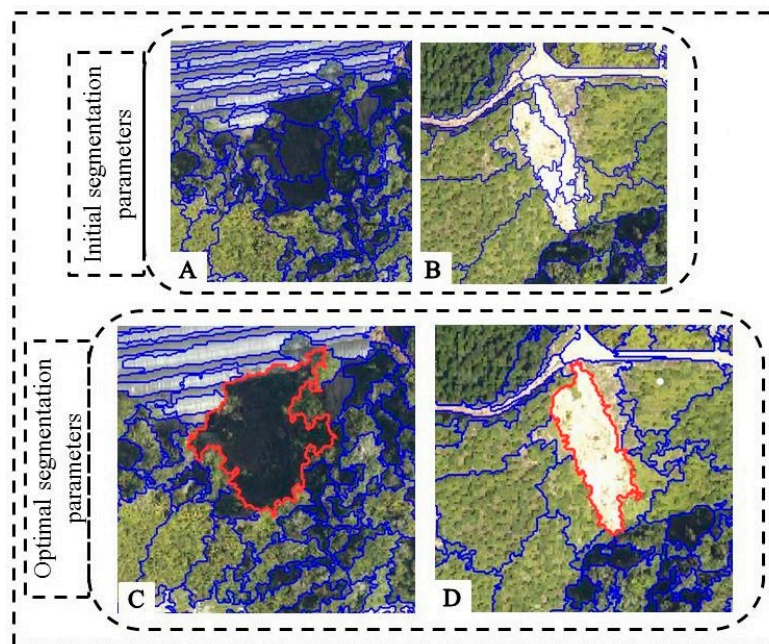 Initial segmentation
parameters
A
B
Optimal segmentation
parameters
C
D